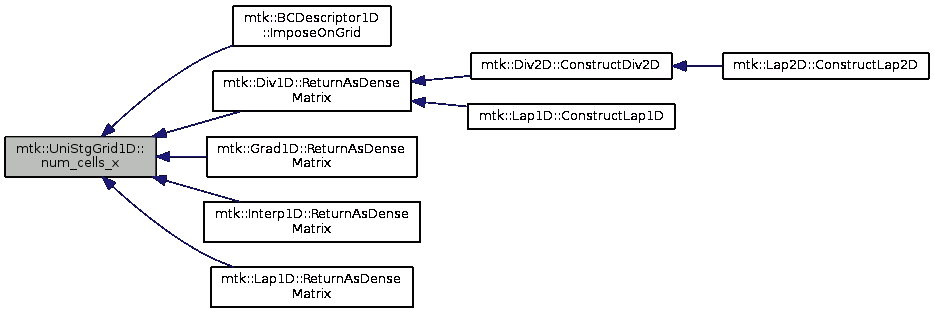 mtk::BCDescriptor1D
::ImposeOnGrid
mtk::Div1D::ReturnAsDense
Matrix
mtk::Div2D::ConstructDiv2D
mtk::Lap2D::ConstructLap2D
mtk::Lap1D::ConstructLap1D
mtk::UniStgGrid1D::
num_cells_x
mtk::Grad1D::ReturnAsDense
Matrix
mtk::Interp1D::ReturnAsDense
Matrix
mtk::Lap1D::ReturnAsDense
Matrix